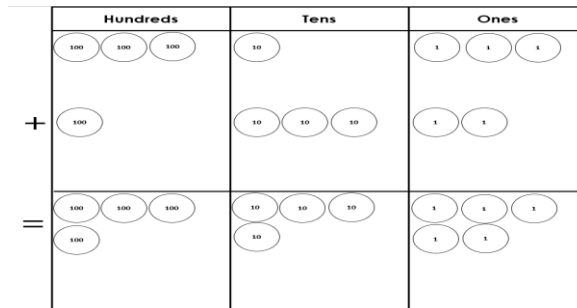 Hundreds Tens Ones
100 100 100 10 1 1 1
+ 100 10 10 10 1 1
= 100 100 100 10 10 10 1 1 1
100 10 1 1